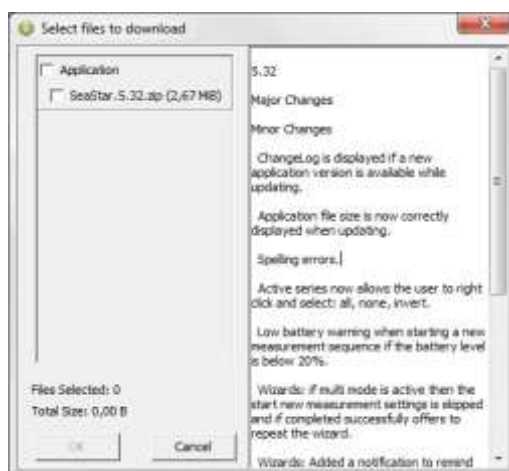 Select files to download
Application
SeaStar.5.32.zip (2,67 MiB)
Files Selected: 0
Total Size: 0,00 B
OK
Cancel
5.32
Major Changes
Minor Changes
ChangeLog is displayed if a new
application version is available while
updating.
Application file size is now correctly
displayed when updating.
Spelling errors.
Active series now allows the user to right
click and select: all, none, invert.
Low battery warning when starting a new
measurement sequence if the battery level
is below 20%.
Wizards: if multi mode is active then the
start new measurement settings is skipped
and if completed successfully offers to
repeat the wizard.
Wizards: Added a notification to remind